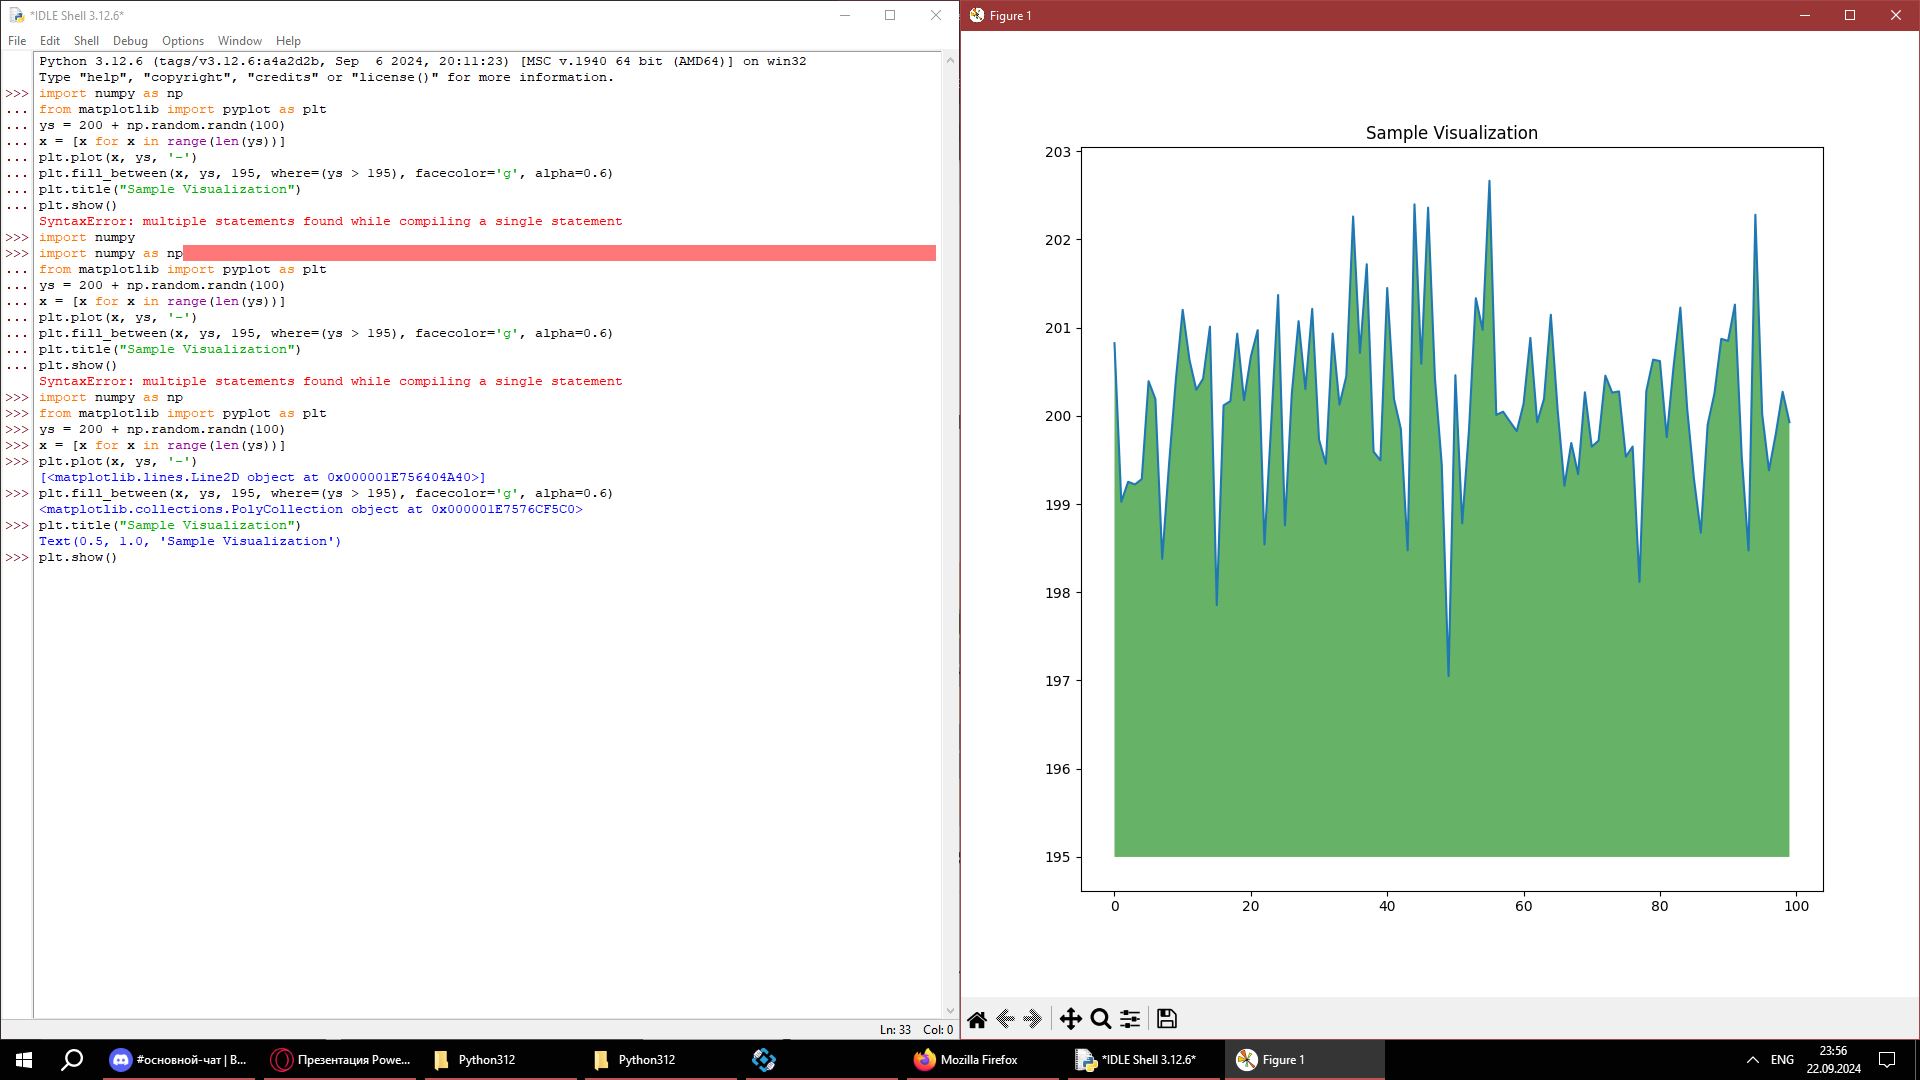 *IDLE Shell 3.12.6*
File Edit Shell Debug Options Window Help
Python 3.12.6 (tags/v3.12.6:a4a2d2b, Sep  6 2024, 20:11:23) [MSC v.1940 64 bit (AMD64)] on win32
Type "help", "copyright", "credits" or "license()" for more information.
>>> import numpy as np
... from matplotlib import pyplot as plt
... ys = 200 + np.random.randn(100)
... x = [x for x in range(len(ys))]
... plt.plot(x, ys, '-')
... plt.fill_between(x, ys, 195, where=(ys > 195), facecolor='g', alpha=0.6)
... plt.title("Sample Visualization")
... plt.show()
SyntaxError: multiple statements found while compiling a single statement
>>> import numpy
>>> import numpy as np
... from matplotlib import pyplot as plt
... ys = 200 + np.random.randn(100)
... x = [x for x in range(len(ys))]
... plt.plot(x, ys, '-')
... plt.fill_between(x, ys, 195, where=(ys > 195), facecolor='g', alpha=0.6)
... plt.title("Sample Visualization")
... plt.show()
SyntaxError: multiple statements found while compiling a single statement
>>> import numpy as np
>>> from matplotlib import pyplot as plt
>>> ys = 200 + np.random.randn(100)
>>> x = [x for x in range(len(ys))]
>>> plt.plot(x, ys, '-')
[<matplotlib.lines.Line2D object at 0x000001E756404A40>]
>>> plt.fill_between(x, ys, 195, where=(ys > 195), facecolor='g', alpha=0.6)
<matplotlib.collections.PolyCollection object at 0x000001E7576CF5C0>
>>> plt.title("Sample Visualization")
Text(0.5, 1.0, 'Sample Visualization')
>>> plt.show()
Ln: 33 Col: 0
Figure 1
Sample Visualization
203
202
201
200
199
198
197
196
195
0 20 40 60 80 100
#основной-чат | В...
Презентация Powe...
Python312
Python312
Mozilla Firefox
*IDLE Shell 3.12.6*
Figure 1
ENG
23:56
22.09.2024